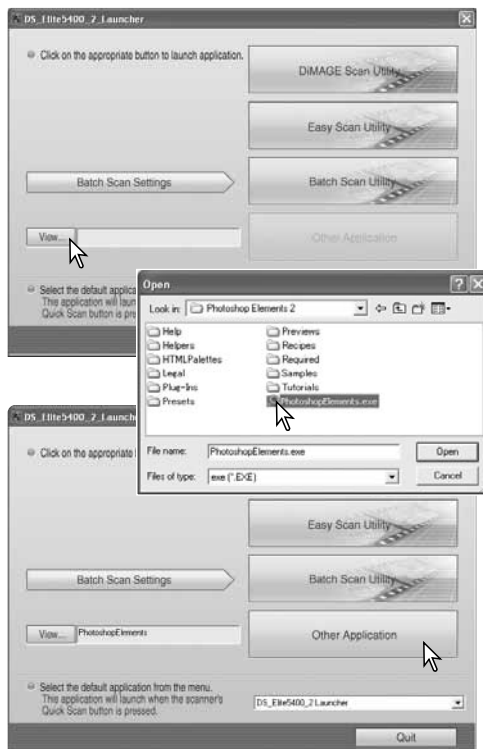 DS_Elite5400_2_Launcher
Click on the appropriate button to launch application.
DiMAGE Scan Utility
Easy Scan Utility
Batch Scan Settings
Batch Scan Utility
View...
Other Application
Select the default applica
This application will laun
Quick Scan button is pre
Open
Look in: Photoshop Elements 2
Help
Helpers
HTMLPalettes
Legal
Plug-Ins
Presets
Previews
Recipes
Required
Samples
Tutorials
PhotoshopElements.exe
File name: PhotoshopElements.exe
Open
Files of type: exe (*.EXE)
Cancel
DS_Elite5400_2_Launche
Click on the appropriate
Easy Scan Utility
Batch Scan Settings
Batch Scan Utility
View... PhotoshopElements
Other Application
Select the default application from the menu.
This application will launch when the scanner's
Quick Scan button is pressed.
DS_Elite5400_2 Launcher
Quit